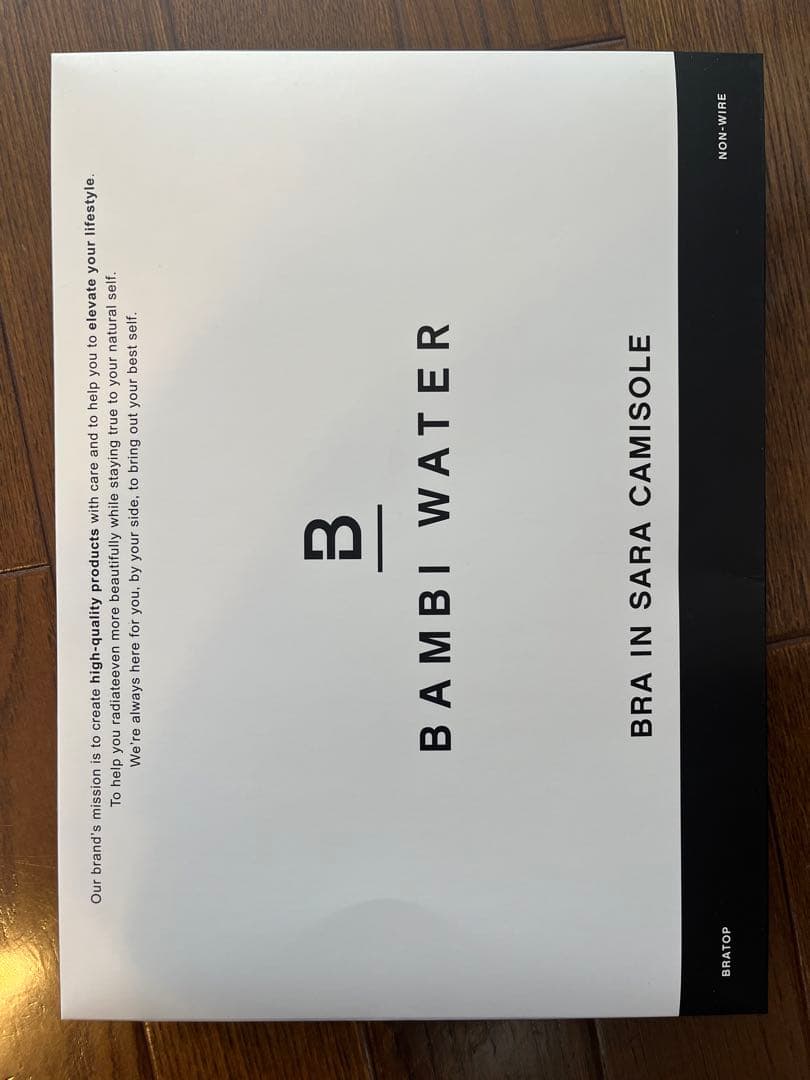 Our brand's mission is to create high-quality products with care and to help you to elevate your lifestyle.
To help you radiateeven more beautifully while staying true to your natural self.
We're always here for you, by your side, to bring out your best self.
B
BAMBI WATER
BRA IN SARA CAMISOLE
BRATOP
NON-WIRE